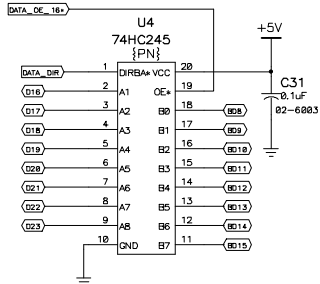 DATA_OE_16*
U4
74HC245
{PN}
+5V
DATA_DIR 1 DIRBA* VCC 20
D16 2 A1 OE* 19
D17 3 A2 B0 18 BD8
D18 4 A3 B1 17 BD9
D19 5 A4 B2 16 BD10
D20 6 A5 B3 15 BD11
D21 7 A6 B4 14 BD12
D22 8 A7 B5 13 BD13
D23 9 A8 B6 12 BD14
10 GND B7 11 BD15
C31
0.1uF
02-6003